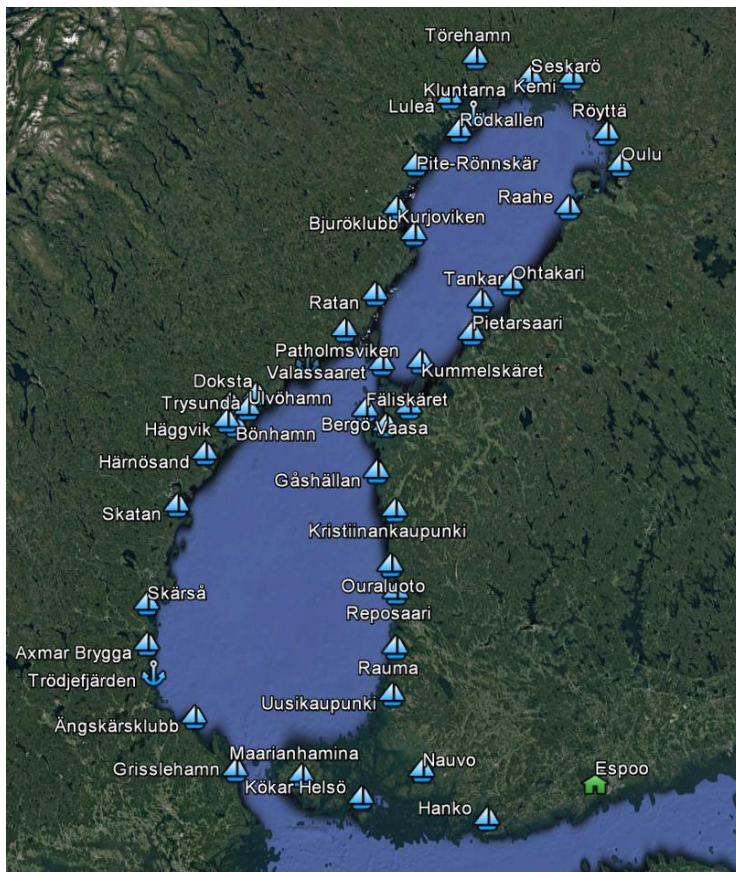 Törehamn
Seskarö
Kemi
Kluntarna
Luleå
Röyttä
Rödkallen
Oulu
Pite-Rönnskär
Raahe
Kurjoviken
Bjuröklubb
Ohtakari
Tankar
Ratan
Pietarsaari
Patholmsviken
Valassaaret
Kummelskäret
Doksta
Ulvöhamn
Trysunda
Fäliskäret
Bergö
Vaasa
Häggvik
Bönhamn
Härnösand
Gåshällan
Skatan
Kristiinankaupunki
Ouraluoto
Skärså
Reposaari
Axmar Brygga
Rauma
Trödjefjärden
Uusikaupunki
Ängskärsklubb
Maarianhamina
Nauvo
Grisslehamn
Espoo
Kökar Helsö
Hanko